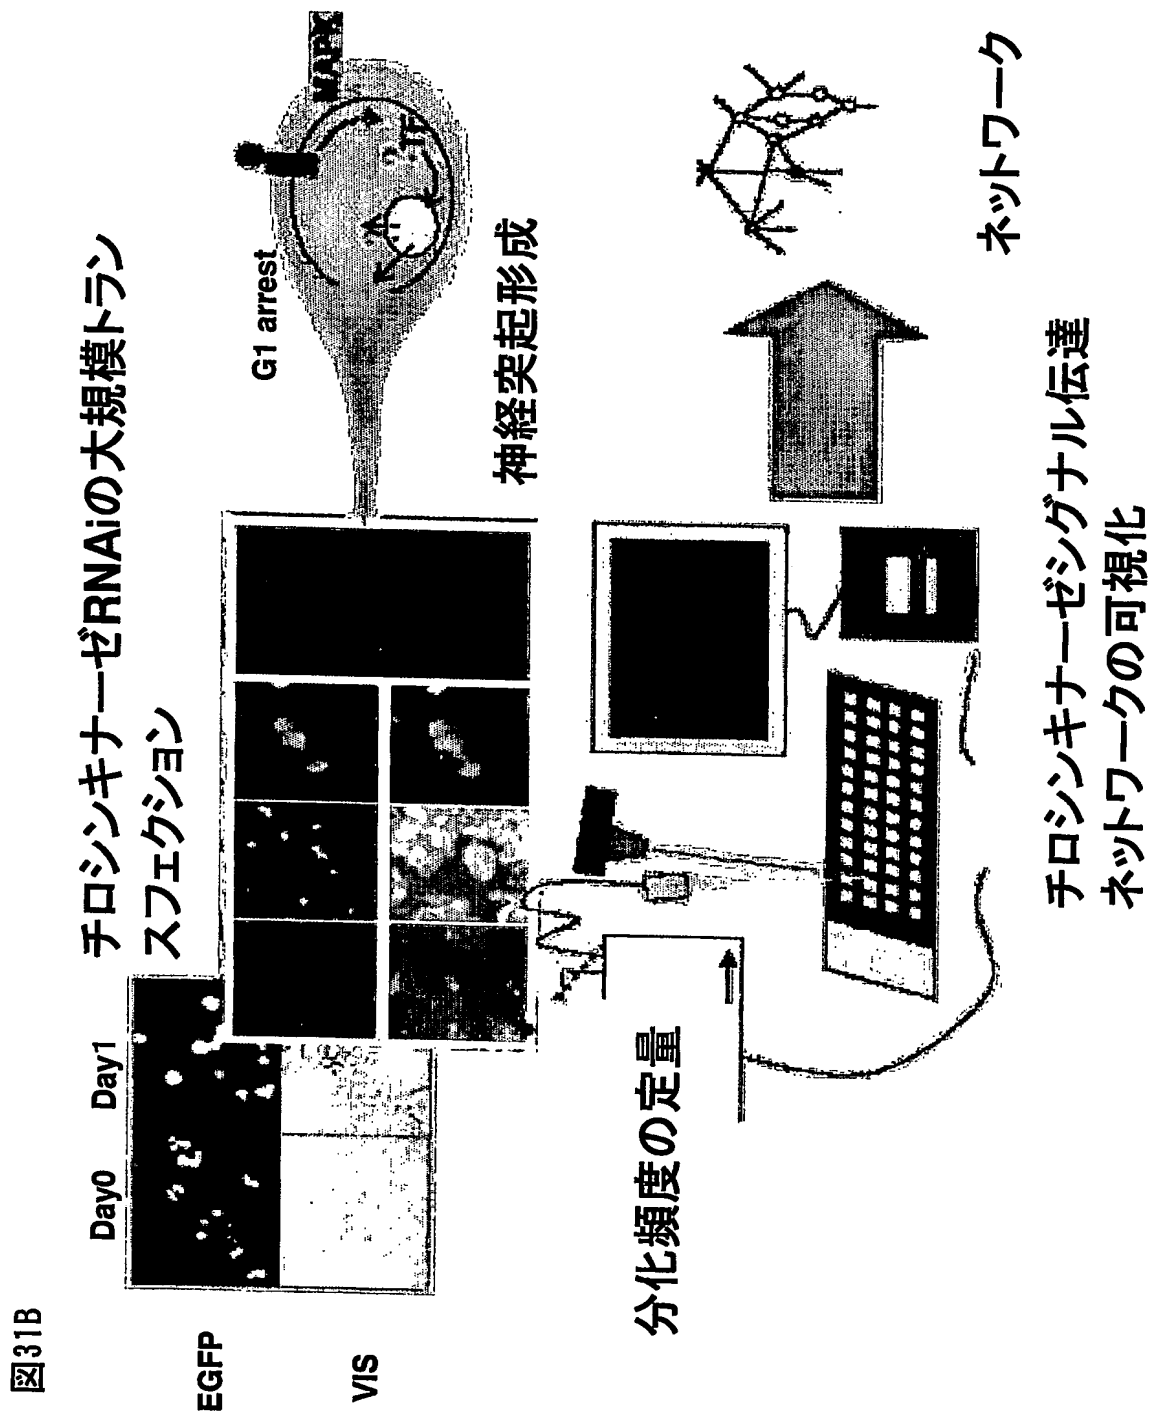 図31B
チロシンキナーゼRNAiの大規模トラン
スフェクション
Day0
Day1
EGFP
VIS
G1 arrest
MAPK
TF
神経突起形成
分化頻度の定量
ネットワーク
チロシンキナーゼシグナル伝達
ネットワークの可視化